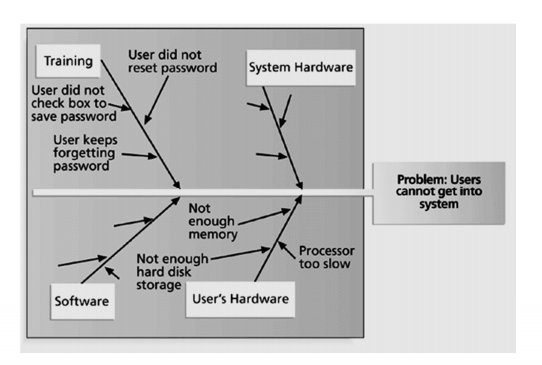 Training
User did not
reset password
System Hardware
User did not
check box to
save password
User keeps
forgetting
password
Problem: Users
cannot get into
system
Not
enough
memory
Processor
too slow
Not enough
hard disk
storage
Software
User's Hardware